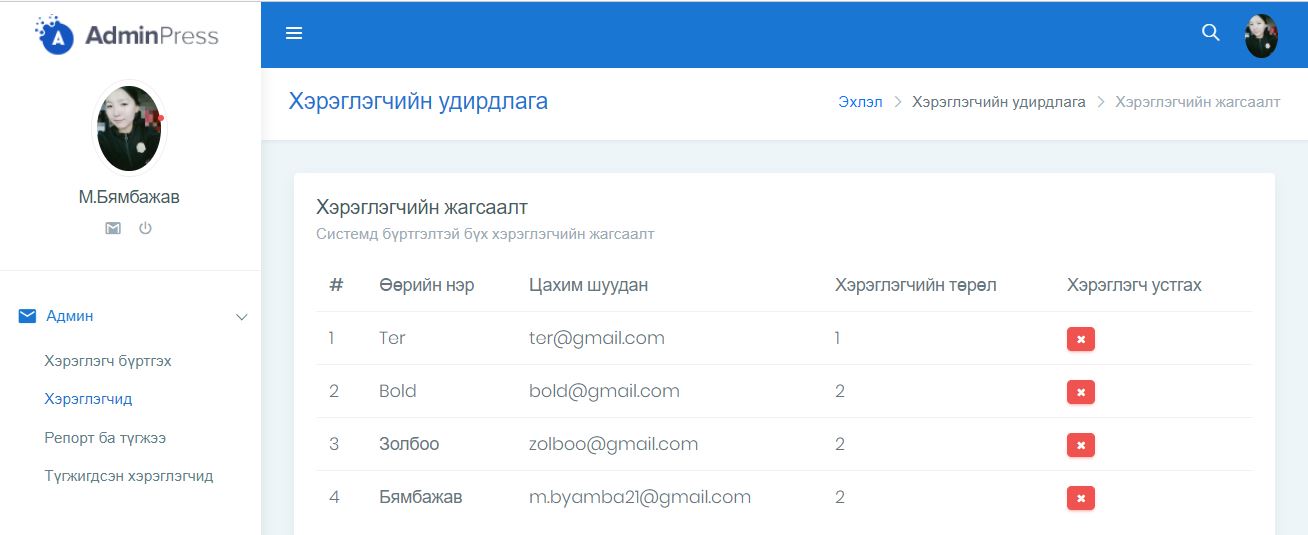 AdminPress
М.Бямбажав
Админ
Хэрэглэгч бүртгэх
Хэрэглэгчид
Репорт ба түгжээ
Түгжигдсэн хэрэглэгчид
Хэрэглэгчийн удирдлага
Эхлэл > Хэрэглэгчийн удирдлага > Хэрэглэгчийн жагсаалт
Хэрэглэгчийн жагсаалт
Системд бүртгэлтэй бүх хэрэглэгчийн жагсаалт
# Өөрийн нэр Цахим шуудан Хэрэглэгчийн төрөл Хэрэглэгч устгах
1 Ter ter@gmail.com 1
2 Bold bold@gmail.com 2
3 Золбоо zolboo@gmail.com 2
4 Бямбажав m.byamba21@gmail.com 2